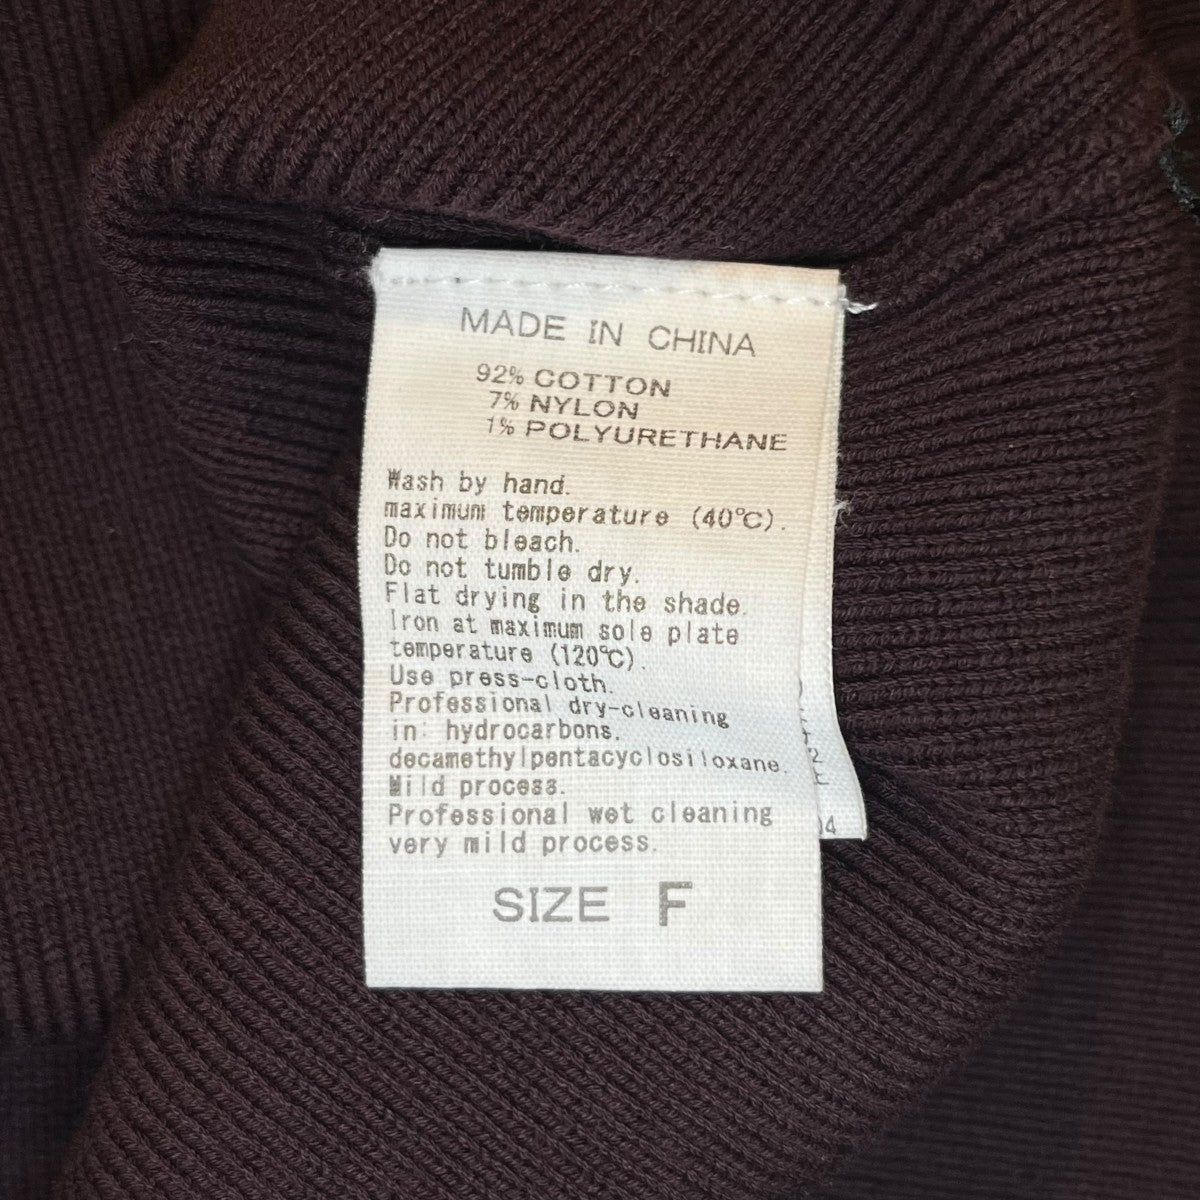 MADE IN CHINA
92% COTTON
7% NYLON
1% POLYURETHANE
Wash by hand.
maximum temperature (40℃).
Do not bleach.
Do not tumble dry.
Flat drying in the shade.
Iron at maximum sole plate
temperature (120℃).
Use press-cloth.
Professional dry-cleaning
in hydrocarbons.
decamethylpentacyclosiloxane.
Mild process.
Professional wet cleaning
very mild process.
SIZE F
2
04